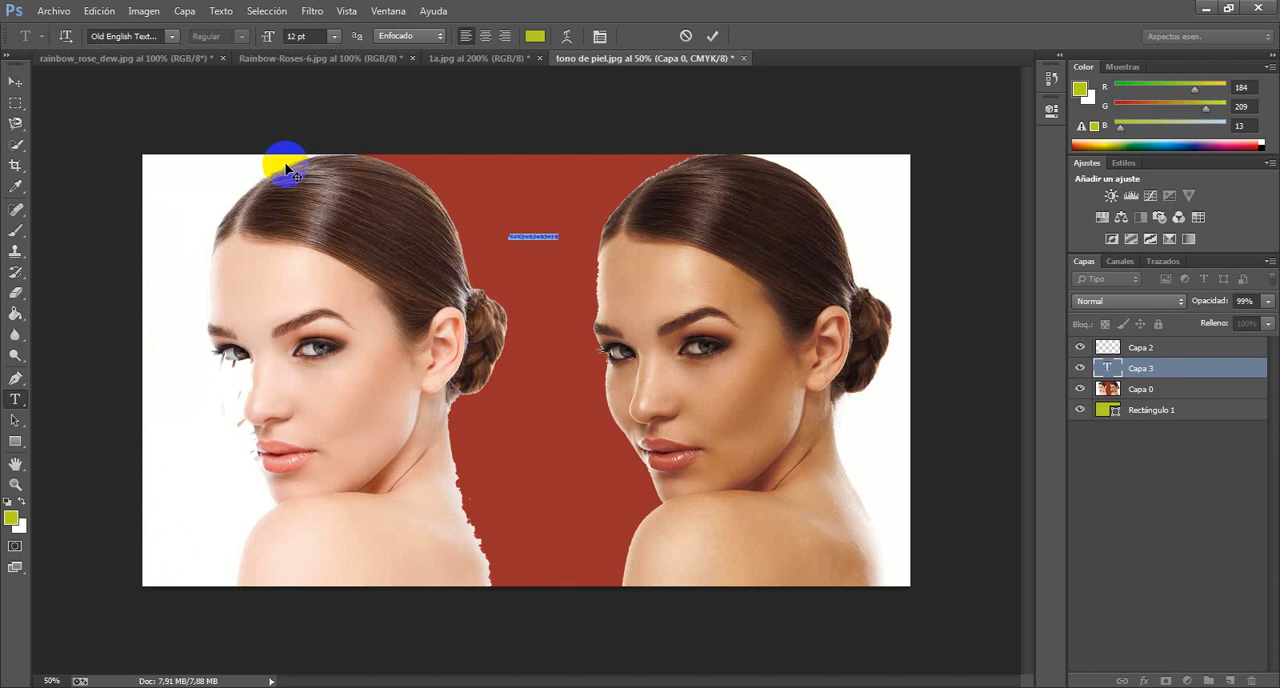 Ps Archivo Edición Imagen Capa Texto Selección Filtro Vista Ventana Ayuda
T Old English Text... Regular 12 pt Enfocado Aspectos esen.
rainbow_rose_dew.jpg al 100% (RGB/8*) * × Rainbow-Roses-6.jpg al 100% (RGB/8) * × 1a.jpg al 200% (RGB/8) * × tono de piel.jpg al 50% (Capa 0, CMYK/8) * ×
Color Muestras
R 184
G 209
B 13
Ajustes Estilos
Añadir un ajuste
Capas Canales Trazados
Tipo
Normal Opacidad: 99%
Bloq.: Relleno: 100%
Capa 2
T Capa 3
Capa 0
Rectángulo 1
50% Doc: 7,91 MB/7,88 MB